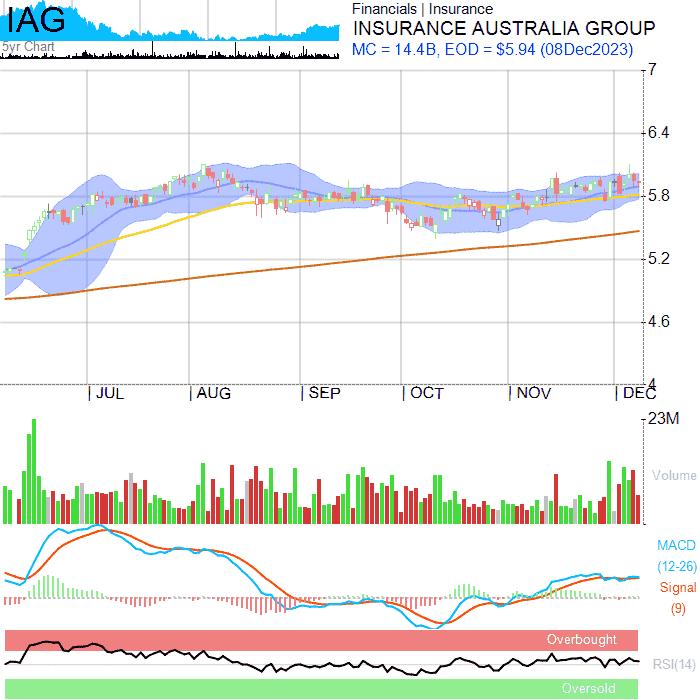 IAG
5yr Chart
Financials | Insurance
INSURANCE AUSTRALIA GROUP
MC = 14.4B, EOD = $5.94 (08Dec2023)
7
6.4
5.8
5.2
4.6
4
JUL AUG SEP OCT NOV DEC
23M
Volume
MACD
(12-26)
Signal
(9)
Overbought
RSI(14)
Oversold